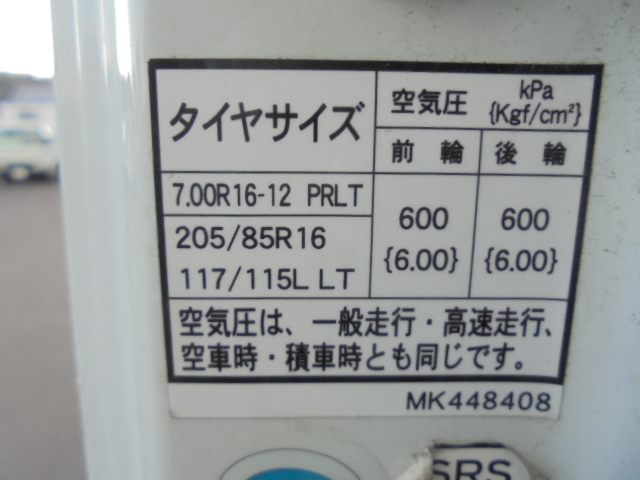 タイヤサイズ
空気圧
kPa
{Kgf/cm²}
前輪
後輪
7.00R16-12 PRLT
205/85R16
117/115L LT
600
{6.00}
600
{6.00}
空気圧は、一般走行・高速走行、
空車時・積車時とも同じです。
MK448408
SRS